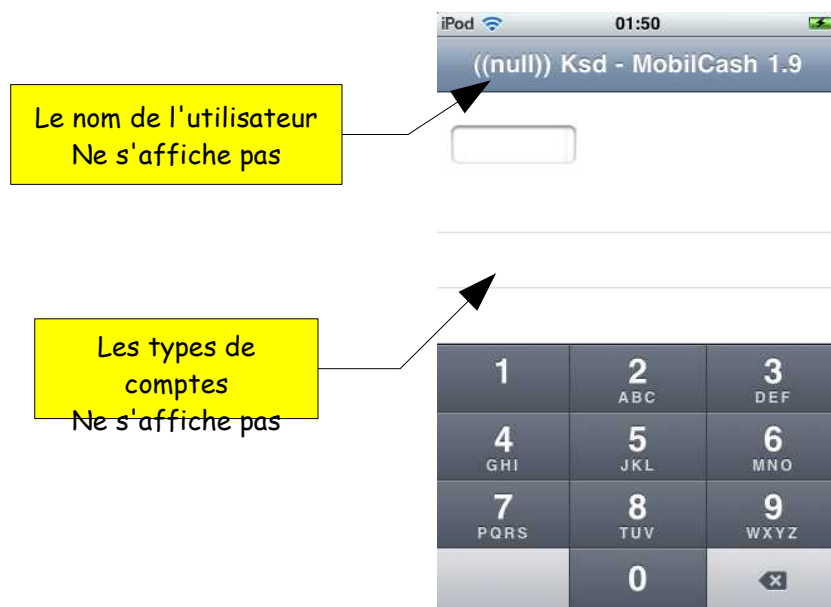 iPod 01:50
((null)) Ksd - MobilCash 1.9
Le nom de l'utilisateur
Ne s'affiche pas
Les types de
comptes
Ne s'affiche pas
1 2 3
ABC DEF
4 5 6
GHI JKL MNO
7 8 9
PQRS TUV WXYZ
0